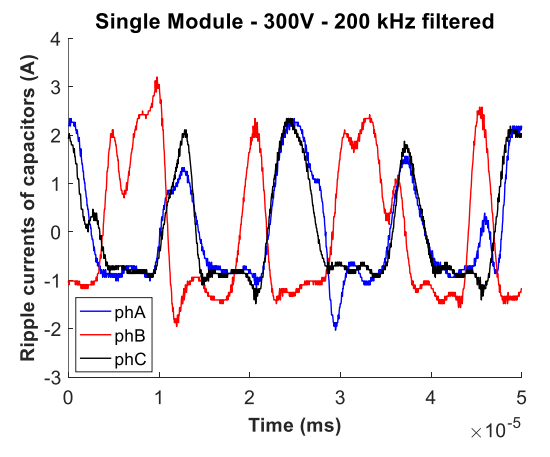 Single Module - 300V - 200 kHz filtered
Ripple currents of capacitors (A)
4
3
2
1
0
-1
-2
-3
phA
phB
phC
0 1 2 3 4 5
Time (ms)
×10⁻⁵